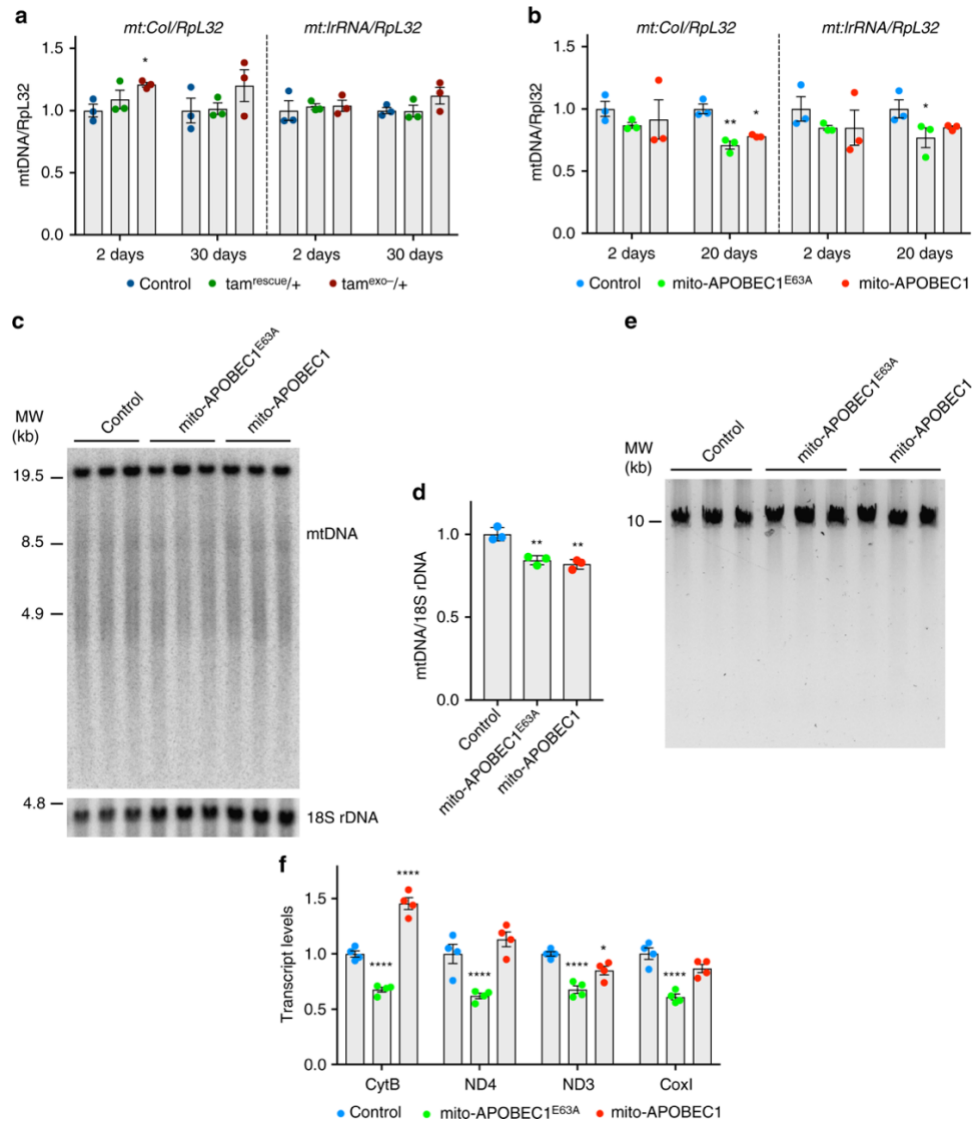 a
mt:CoI/RpL32
mt:lrRNA/RpL32
mtDNA/RpL32
1.5
1.0
0.5
0.0
*
2 days
30 days
2 days
30 days
Control
tam^rescue/+
tam^exo–/+
b
mt:CoI/RpL32
mt:lrRNA/RpL32
mtDNA/Rpl32
1.5
1.0
0.5
0.0
**
*
*
2 days
20 days
2 days
20 days
Control
mito-APOBEC1^E63A
mito-APOBEC1
c
MW
(kb)
Control
mito-APOBEC1^E63A
mito-APOBEC1
19.5
8.5
4.9
mtDNA
4.8
18S rDNA
d
mtDNA/18S rDNA
1.0
0.5
0.0
**
**
Control
mito-APOBEC1^E63A
mito-APOBEC1
e
MW
(kb)
Control
mito-APOBEC1^E63A
mito-APOBEC1
10
f
Transcript levels
1.5
1.0
0.5
0.0
****
****
****
****
*
****
CytB
ND4
ND3
CoxI
Control
mito-APOBEC1^E63A
mito-APOBEC1